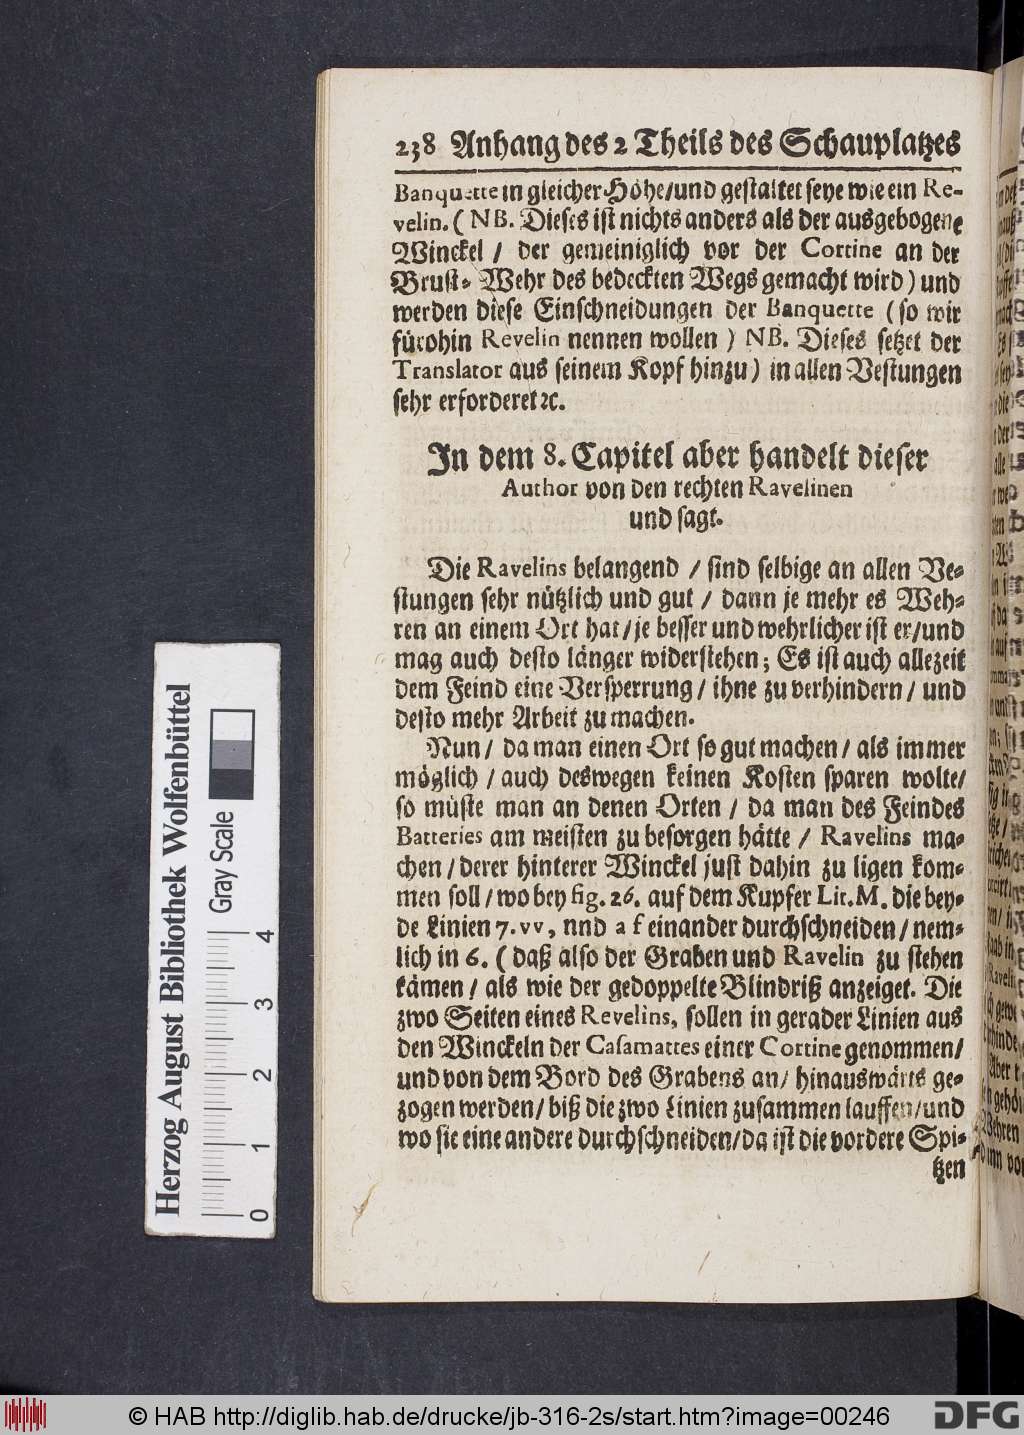 238 Anhang des 2 Theils des Schauplatzes
Banquette in gleicher Höhe/und gestaltet seye wie ein Re-
velin. ( NB. Dieses ist nichts anders als der ausgebogene
Winckel / der gemeiniglich vor der Cortine an der
Brust-Wehr des bedeckten Wegs gemacht wird) und
werden diese Einschneidungen der Banquette (so wir
fürohin Revelin nennen wollen ) NB. Dieses setzet der
Translator aus seinem Kopf hinzu) in allen Vestungen
sehr erforderet ꝛc.
In dem 8. Capitel aber handelt dieser
Author von den rechten Ravelinen
und sagt.
Die Ravelins belangend / sind selbige an allen Ve-
stungen sehr nützlich und gut / dann je mehr es Weh-
ren an einem Ort hat/je besser und wehrlicher ist er/und
mag auch desto länger widerstehen; Es ist auch allezeit
dem Feind eine Versperrung/ ihne zu verhindern/ und
desto mehr Arbeit zu machen.
Nun/ da man einen Ort so gut machen/ als immer
möglich / auch deswegen keinen Kosten sparen wolte/
so müste man an denen Orten / da man des Feindes
Batteries am meisten zu besorgen hätte / Ravelins ma-
chen/derer hinterer Winckel just dahin zu ligen kom-
men soll/wo bey fig. 26. auf dem Kupfer Lit. M. die bey-
de Linien 7. vv, nnd a f einander durchschneiden/nem-
lich in 6. ( daß also der Graben und Ravelin zu stehen
kämen/ als wie der gedoppelte Blindriß anzeiget. Die
zwo Seiten eines Revelins, sollen in gerader Linien aus
den Winckeln der Casamattes einer Cortine genommen/
und von dem Bord des Grabens an/ hinauswärts ge-
zogen werden/biß die zwo Linien zusammen lauffen/und
wo sie eine andere durchschneiden/da ist die vordere Spi-
tzen
Herzog August Bibliothek Wolfenbüttel
Gray Scale
0 1 2 3 4
© HAB http://diglib.hab.de/drucke/jb-316-2s/start.htm?image=00246
DFG